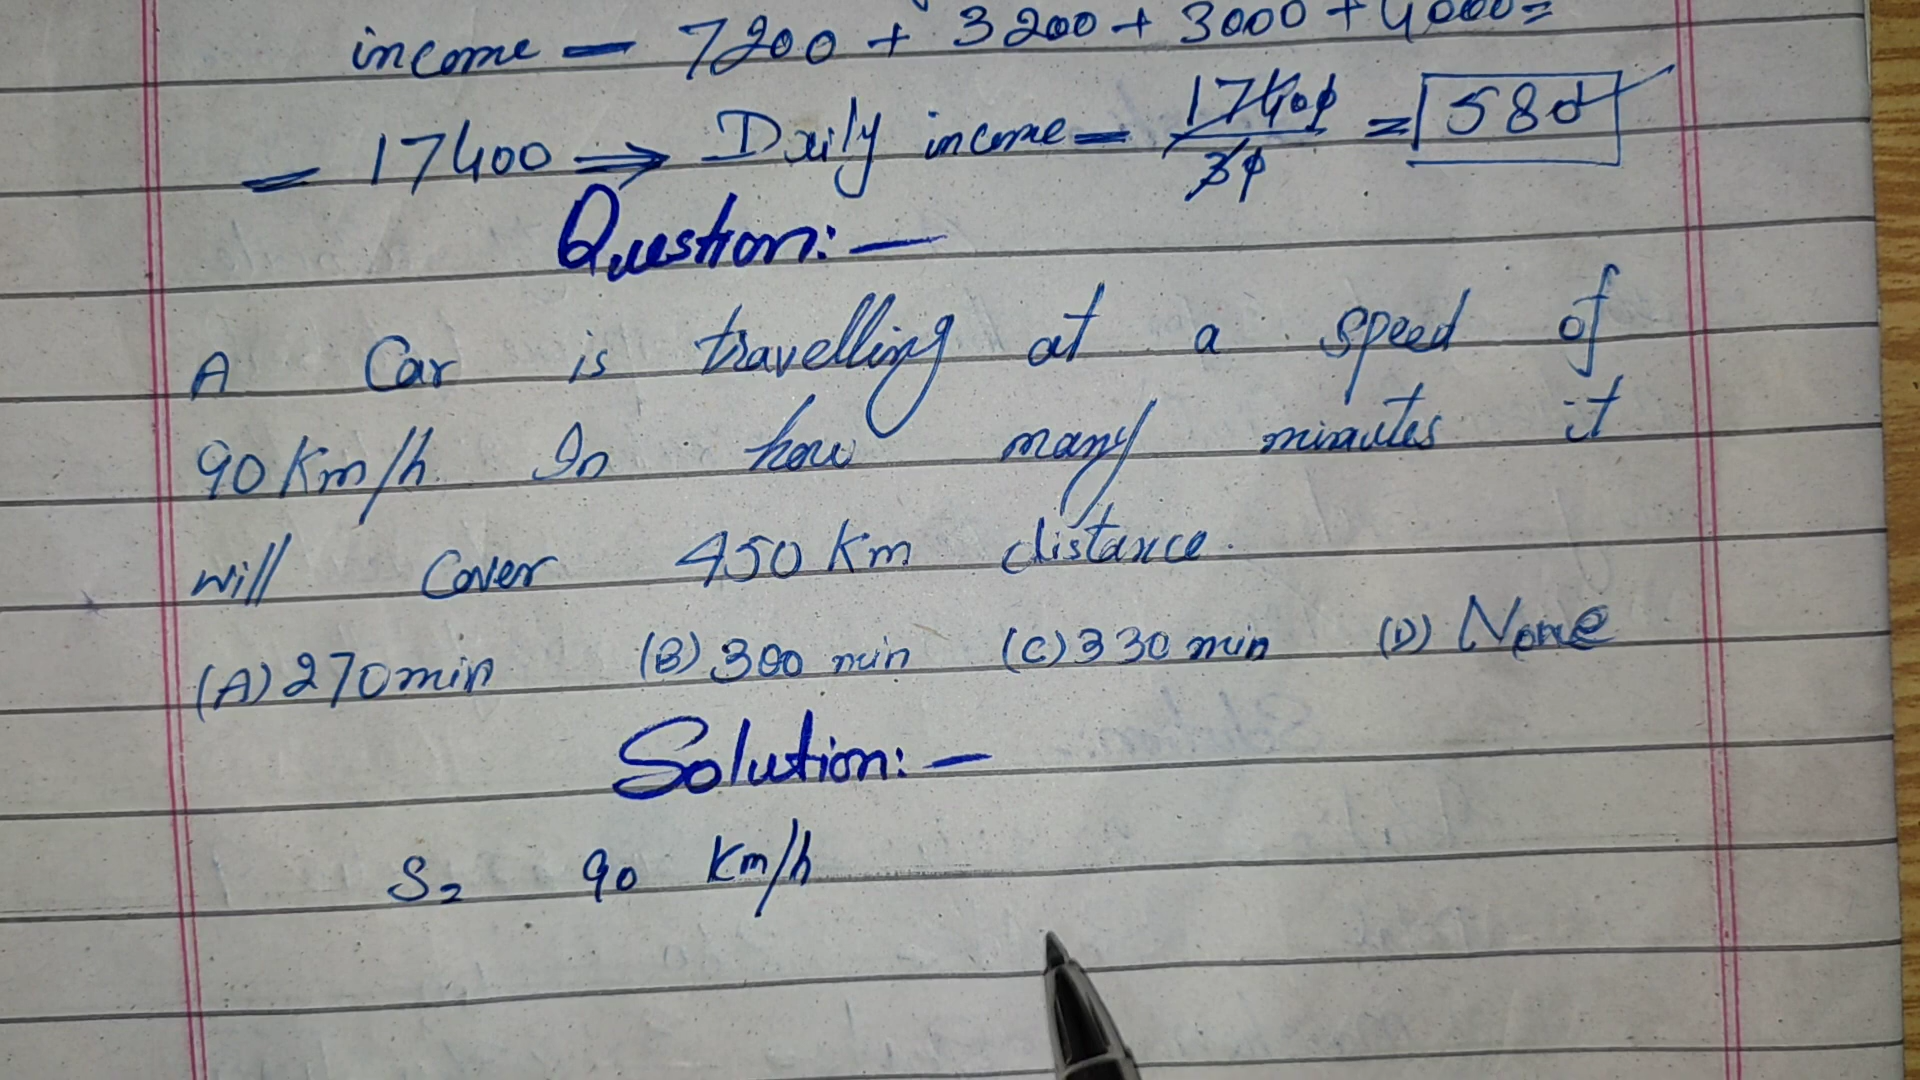 income - 7200 + 3200 + 3000 + 4000 =
= 17400 ⇒ Daily income - 17400/30 = 580
Question:-
A Car is travelling at a speed of
90 Km/h. In how many minutes it
will cover 450 Km distance.
(A) 270 min (B) 300 min (C) 330 min (D) None
Solution:-
S = 90 Km/h